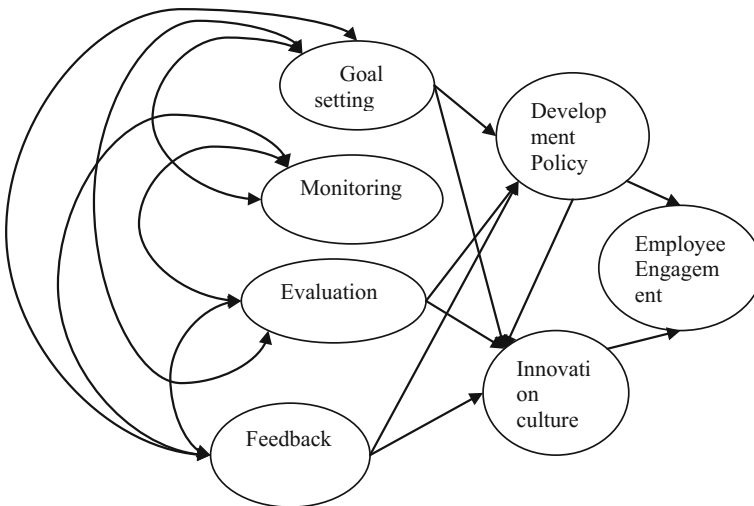 Goal
setting
Develop
ment
Policy
Monitoring
Employee
Engagem
ent
Evaluation
Innovati
on
culture
Feedback